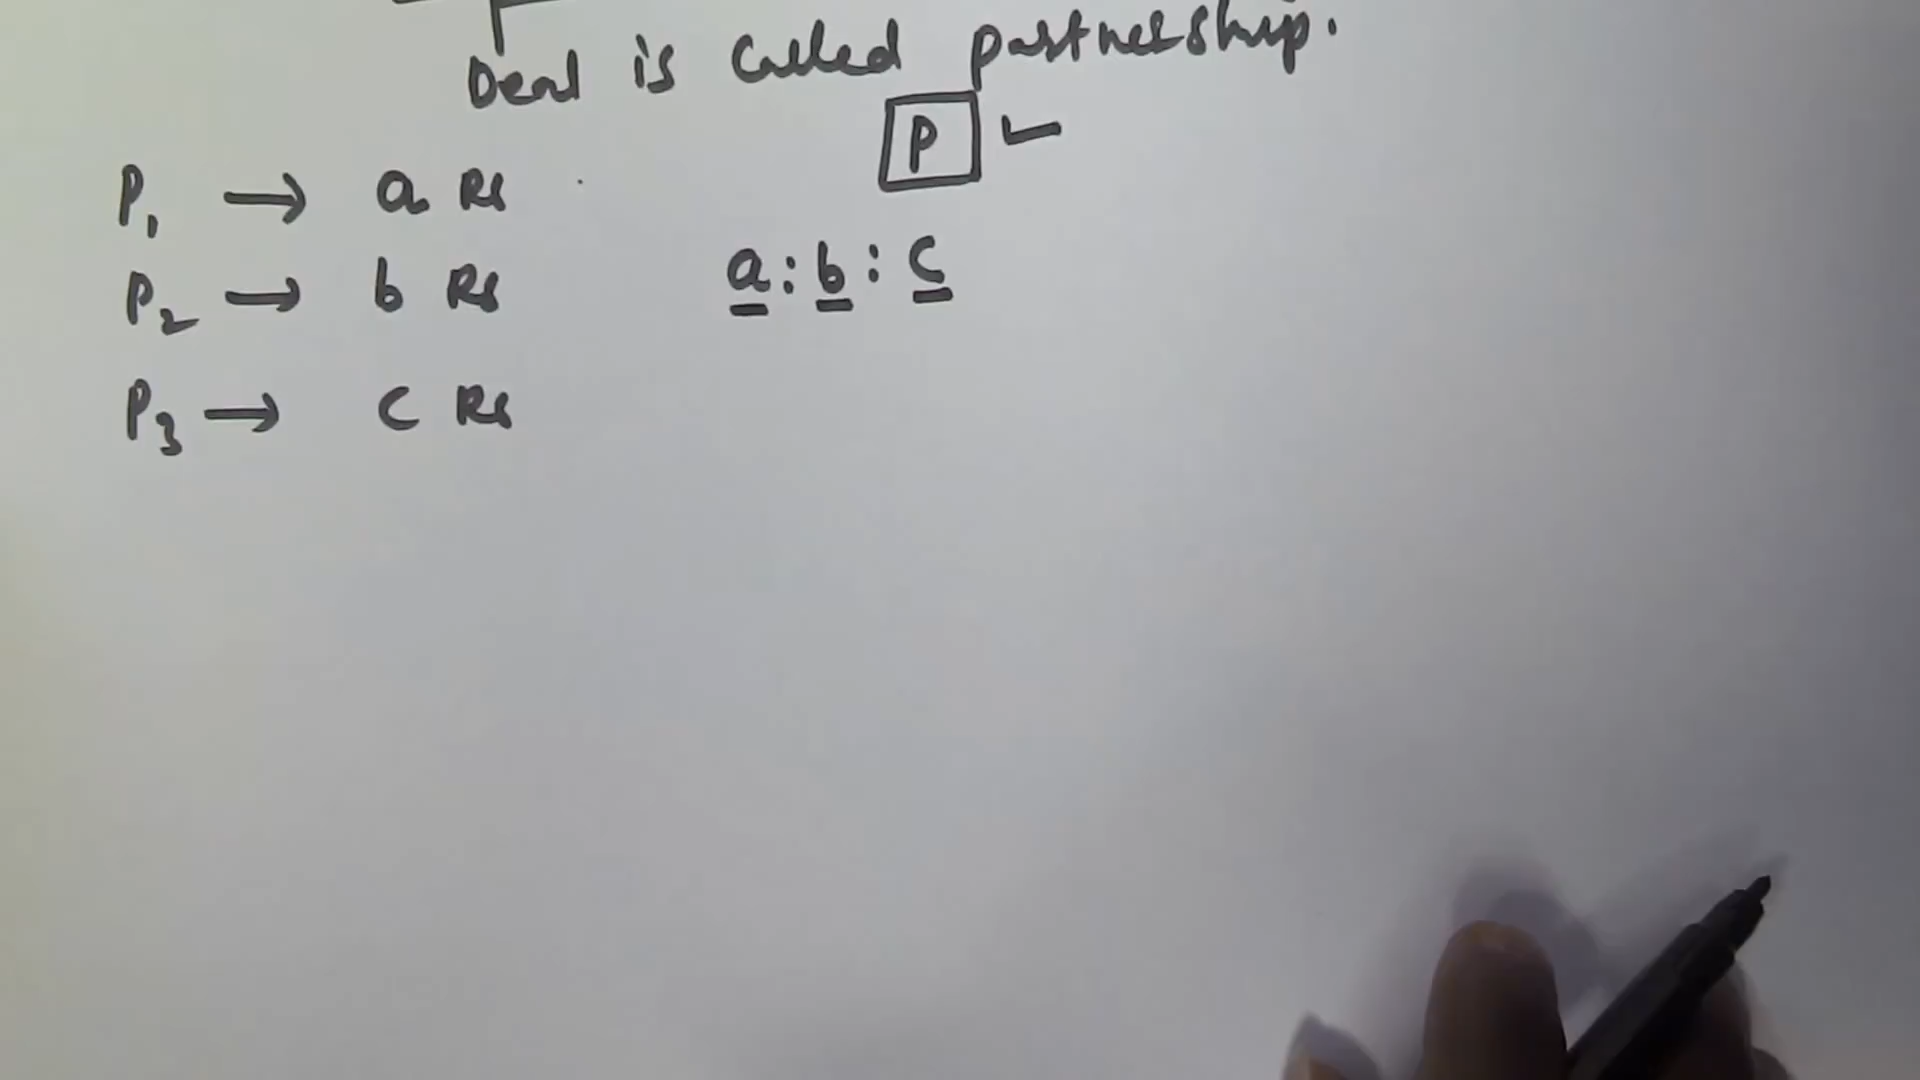 Deal is called partnership.
P
P1 → a Rs
P2 → b Rs
a : b : c
P3 → c Rs